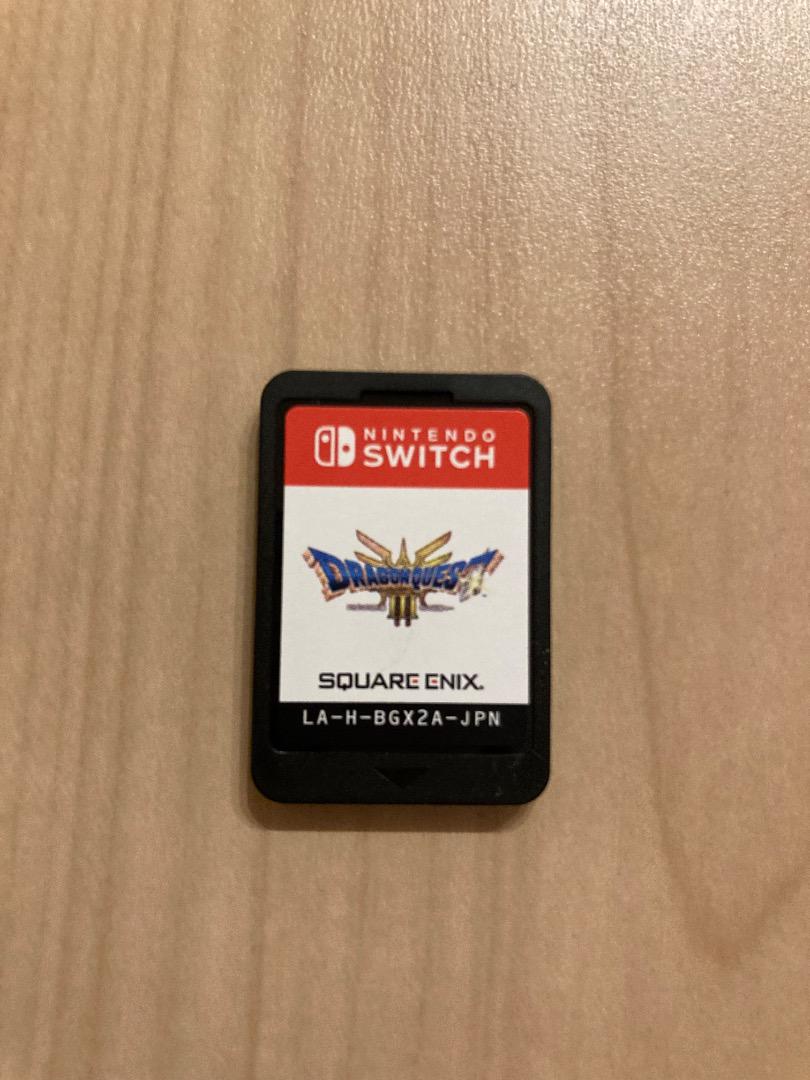 NINTENDO
SWITCH
DRAGON QUEST
III
SQUARE ENIX.
LA-H-BGX2A-JPN